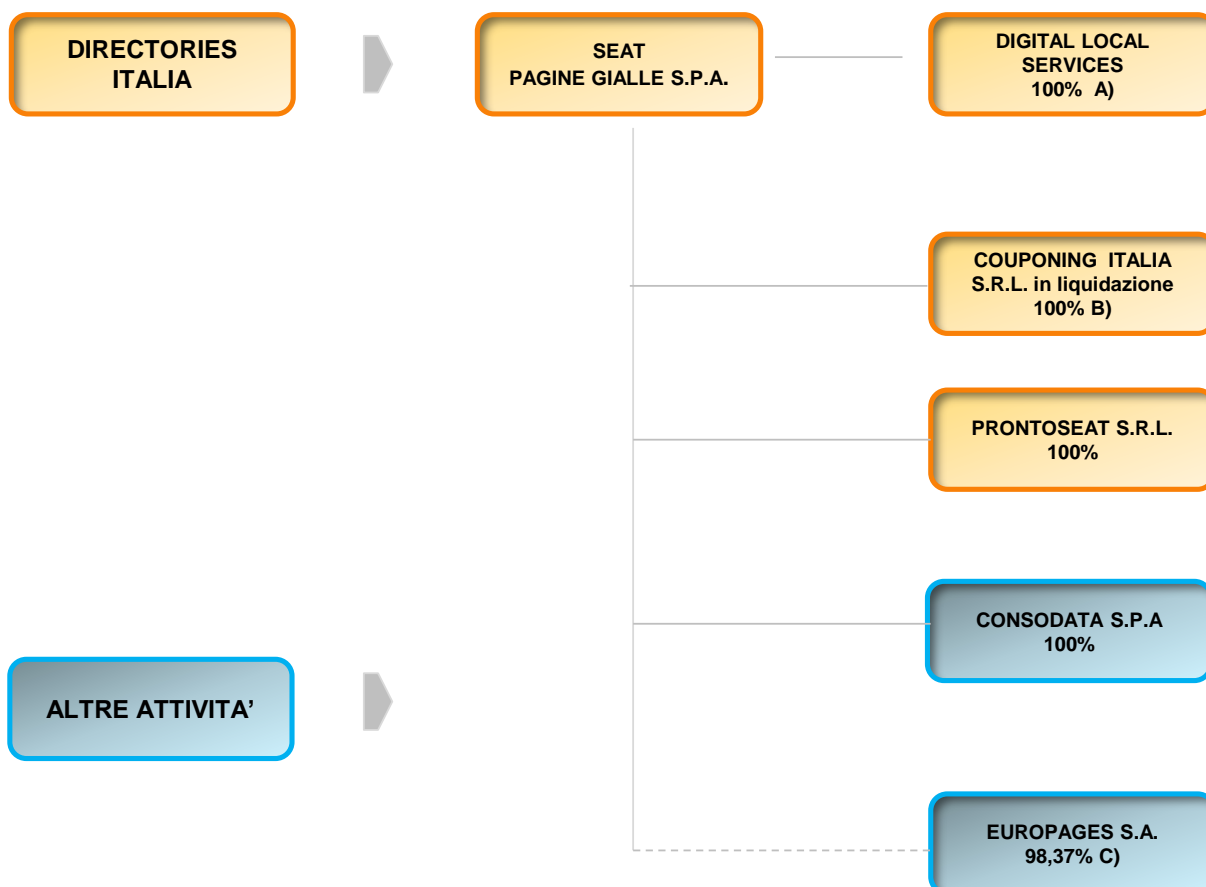 DIRECTORIES
ITALIA
SEAT
PAGINE GIALLE S.P.A.
DIGITAL LOCAL
SERVICES
100% A)
COUPONING ITALIA
S.R.L. in liquidazione
100% B)
PRONTOSEAT S.R.L.
100%
CONSODATA S.P.A
100%
ALTRE ATTIVITA’
EUROPAGES S.A.
98,37% C)